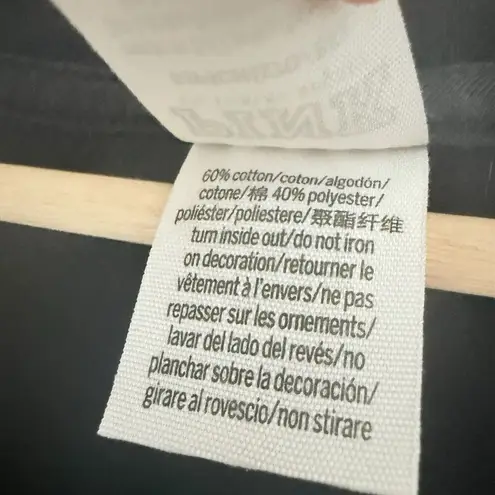 60% cotton/coton/algodón/
cotone/棉 40% polyester/
poliéster/poliestere/聚酯纤维
turn inside out/do not iron
on decoration/retourner le
vêtement à l'envers/ne pas
repasser sur les ornements/
lavar del lado del revés/no
planchar sobre la decoración/
girare al rovescio/non stirare